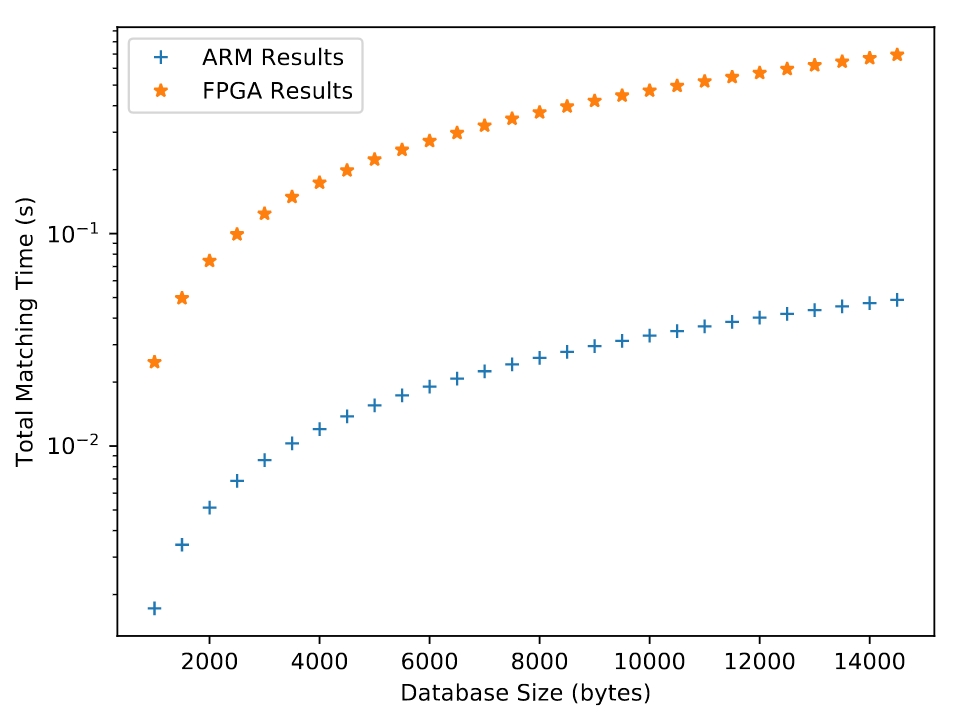 ARM Results
FPGA Results
Total Matching Time (s)
10⁻¹
10⁻²
2000 4000 6000 8000 10000 12000 14000
Database Size (bytes)